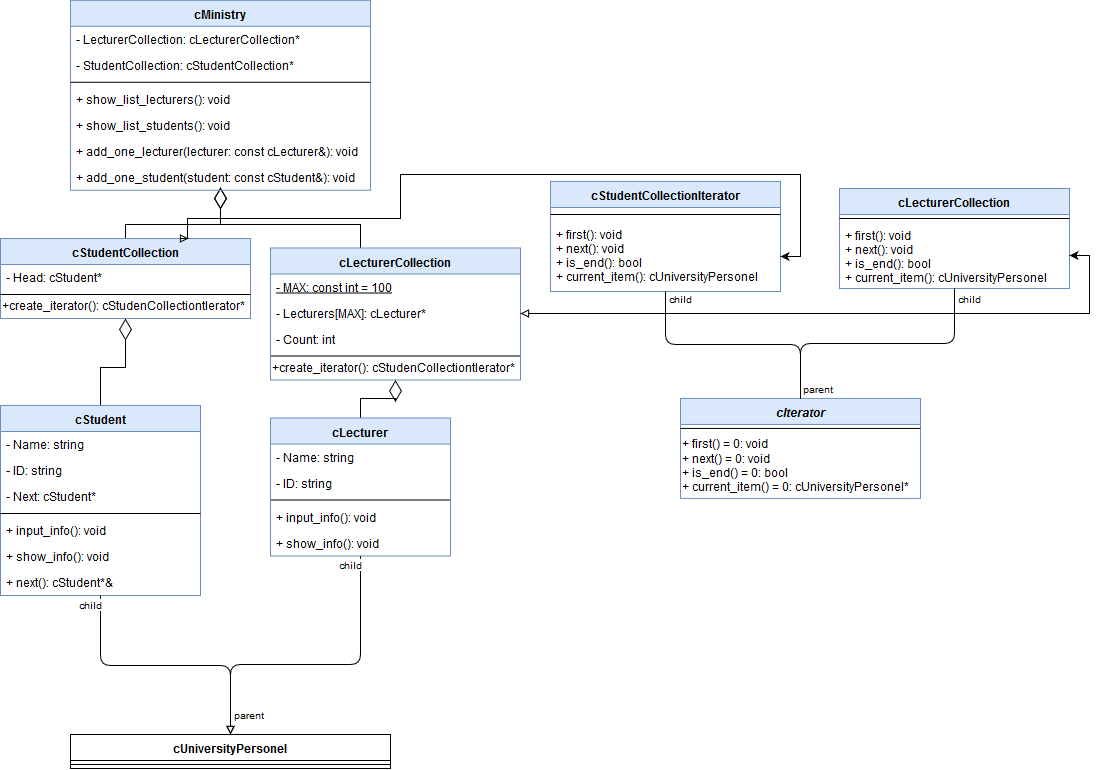 cMinistry
- LecturerCollection: cLecturerCollection*
- StudentCollection: cStudentCollection*
+ show_list_lecturers(): void
+ show_list_students(): void
+ add_one_lecturer(lecturer: const cLecturer&): void
+ add_one_student(student: const cStudent&): void
cStudentCollection
- Head: cStudent*
+create_iterator(): cStudenCollectionIerator*
cLecturerCollection
- MAX: const int = 100
- Lecturers[MAX]: cLecturer*
- Count: int
+create_iterator(): cStudenCollectiontIerator*
cStudentCollectionIterator
+ first(): void
+ next(): void
+ is_end(): bool
+ current_item(): cUniversityPersonel
child
cLecturerCollection
+ first(): void
+ next(): void
+ is_end(): bool
+ current_item(): cUniversityPersonel
child
parent
cIterator
+ first() = 0: void
+ next() = 0: void
+ is_end() = 0: bool
+ current_item() = 0: cUniversityPersonel*
cStudent
- Name: string
- ID: string
- Next: cStudent*
+ input_info(): void
+ show_info(): void
+ next(): cStudent*&
child
cLecturer
- Name: string
- ID: string
+ input_info(): void
+ show_info(): void
child
parent
cUniversityPersonel